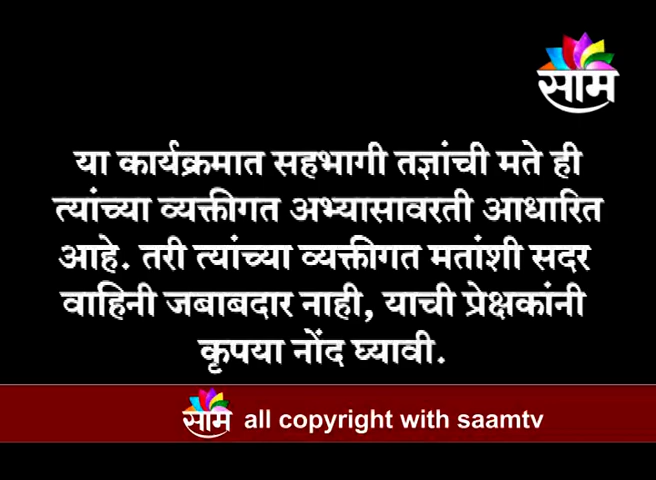 साम
या कार्यक्रमात सहभागी तज्ञांची मते ही
त्यांच्या व्यक्तीगत अभ्यासावरती आधारित
आहे. तरी त्यांच्या व्यक्तीगत मतांशी सदर
वाहिनी जबाबदार नाही, याची प्रेक्षकांनी
कृपया नोंद घ्यावी.
साम all copyright with saamtv